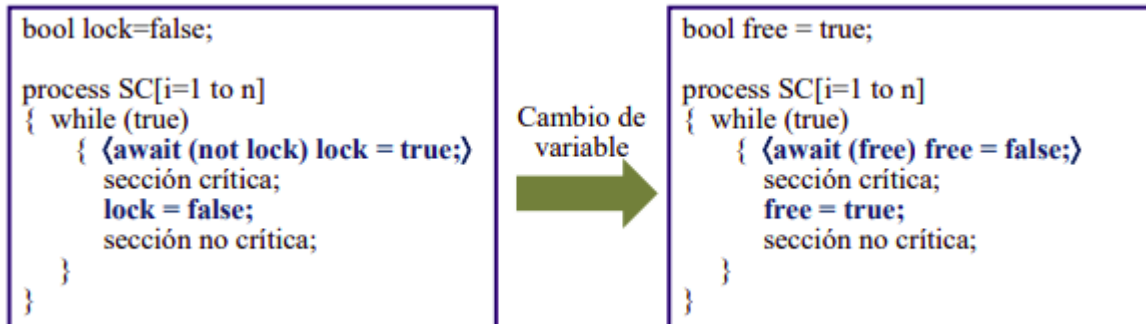 bool lock=false;
process SC[i=1 to n]
{ while (true)
{ ⟨await (not lock) lock = true;⟩
sección crítica;
lock = false;
sección no crítica;
}
}
Cambio de
variable
bool free = true;
process SC[i=1 to n]
{ while (true)
{ ⟨await (free) free = false;⟩
sección crítica;
free = true;
sección no crítica;
}
}